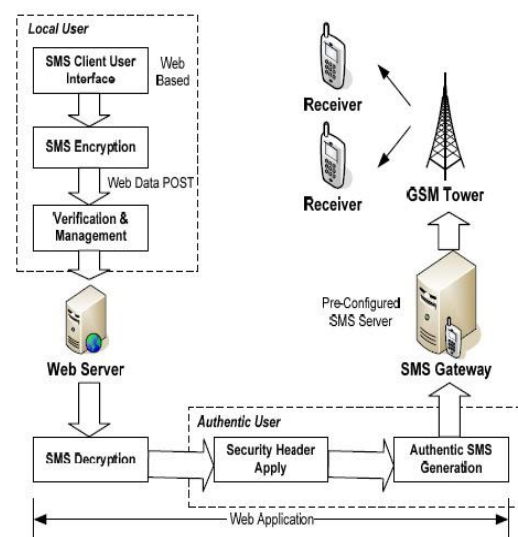 Local User
SMS Client User
Interface
Web
Based
SMS Encryption
Web Data POST
Verification &
Management
Web Server
Receiver
Receiver
GSM Tower
Pre-Configured
SMS Server
SMS Gateway
Authentic User
SMS Decryption
Security Header
Apply
Authentic SMS
Generation
Web Application